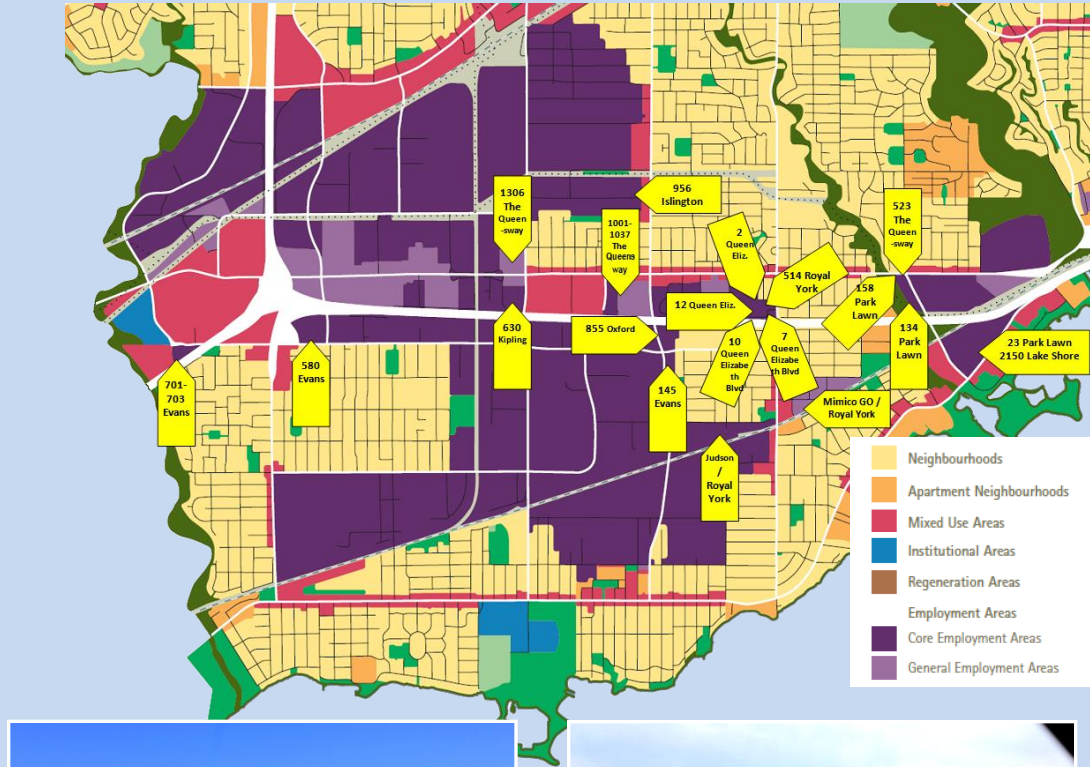 1306
The
Queen
-sway
956
Islington
1001-
1037
The
Queens
way
2
Queen
Eliz.
523
The
Queen
-sway
514 Royal
York
158
Park
Lawn
12 Queen Eliz.
855 Oxford
630
Kipling
10
Queen
Elizabe
th Blvd
7
Queen
Elizabe
th Blvd
134
Park
Lawn
23 Park Lawn
2150 Lake Shore
701-
703
Evans
580
Evans
145
Evans
Mimico GO /
Royal York
Judson
/
Royal
York
Neighbourhoods
Apartment Neighbourhoods
Mixed Use Areas
Institutional Areas
Regeneration Areas
Employment Areas
Core Employment Areas
General Employment Areas